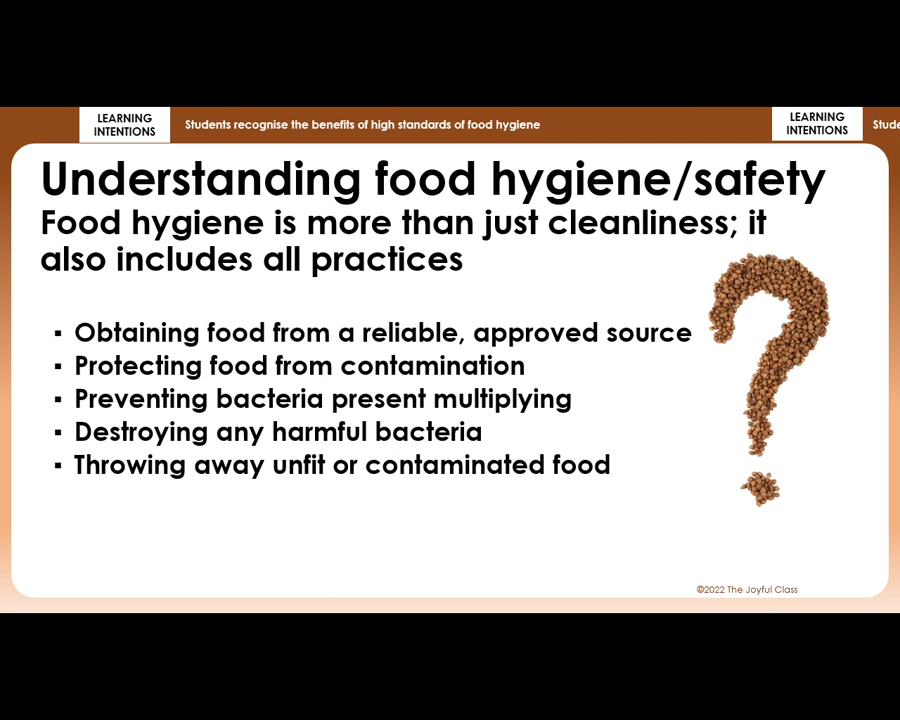 LEARNING
INTENTIONS
Students recognise the benefits of high standards of food hygiene
LEARNING
INTENTIONS
Stude
Understanding food hygiene/safety
Food hygiene is more than just cleanliness; it
also includes all practices
▪ Obtaining food from a reliable, approved source
▪ Protecting food from contamination
▪ Preventing bacteria present multiplying
▪ Destroying any harmful bacteria
▪ Throwing away unfit or contaminated food
©2022 The Joyful Class